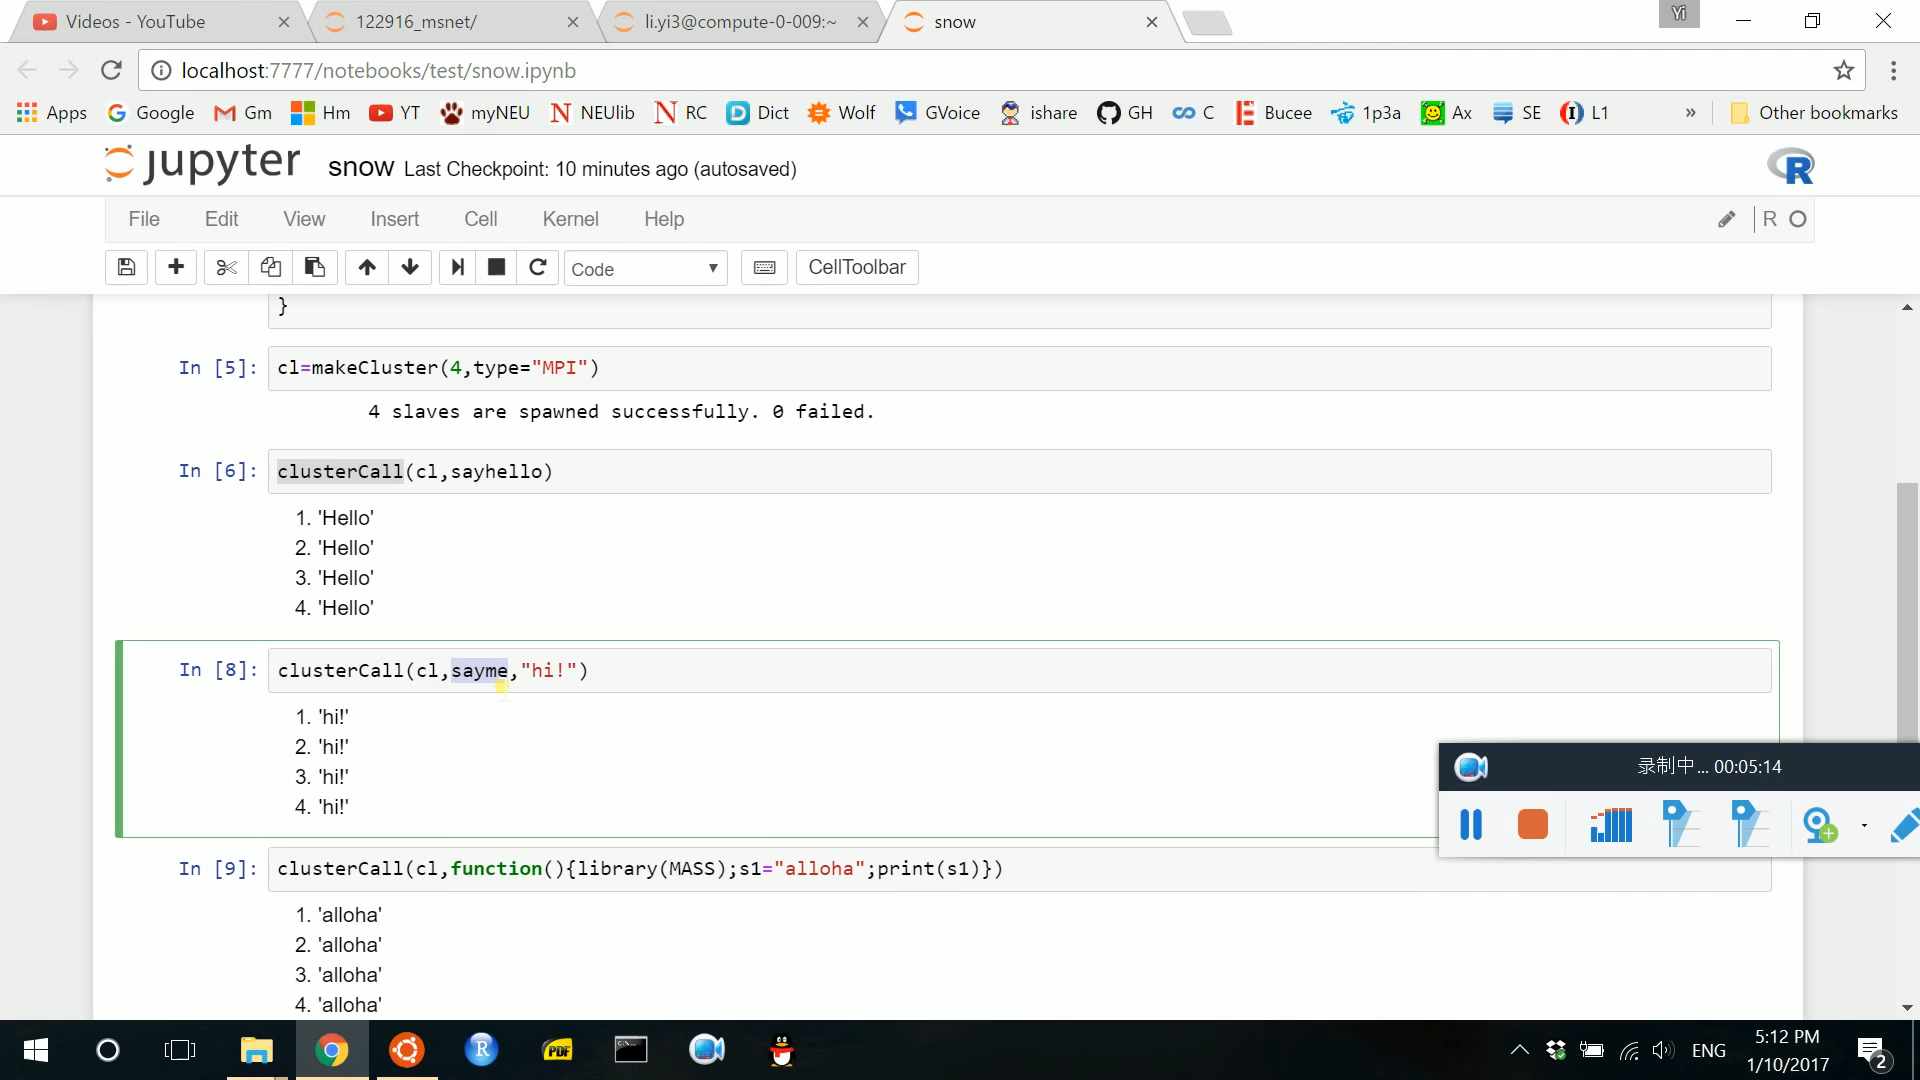 Videos - YouTube
122916_msnet/
li.yi3@compute-0-009:~
snow
Yi
localhost:7777/notebooks/test/snow.ipynb
Apps Google Gm Hm YT myNEU NEUlib RC Dict Wolf GVoice ishare GH C Bucee 1p3a Ax SE L1 » Other bookmarks
jupyter snow Last Checkpoint: 10 minutes ago (autosaved)
R
File Edit View Insert Cell Kernel Help
R
Code
CellToolbar
}
In [5]: cl=makeCluster(4,type="MPI")
4 slaves are spawned successfully. 0 failed.
In [6]: clusterCall(cl,sayhello)
1. 'Hello'
2. 'Hello'
3. 'Hello'
4. 'Hello'
In [8]: clusterCall(cl,sayme,"hi!")
1. 'hi!'
2. 'hi!'
3. 'hi!'
4. 'hi!'
录制中... 00:05:14
In [9]: clusterCall(cl,function(){library(MASS);s1="alloha";print(s1)})
1. 'alloha'
2. 'alloha'
3. 'alloha'
4. 'alloha'
R
PDF
ENG
5:12 PM
1/10/2017
2